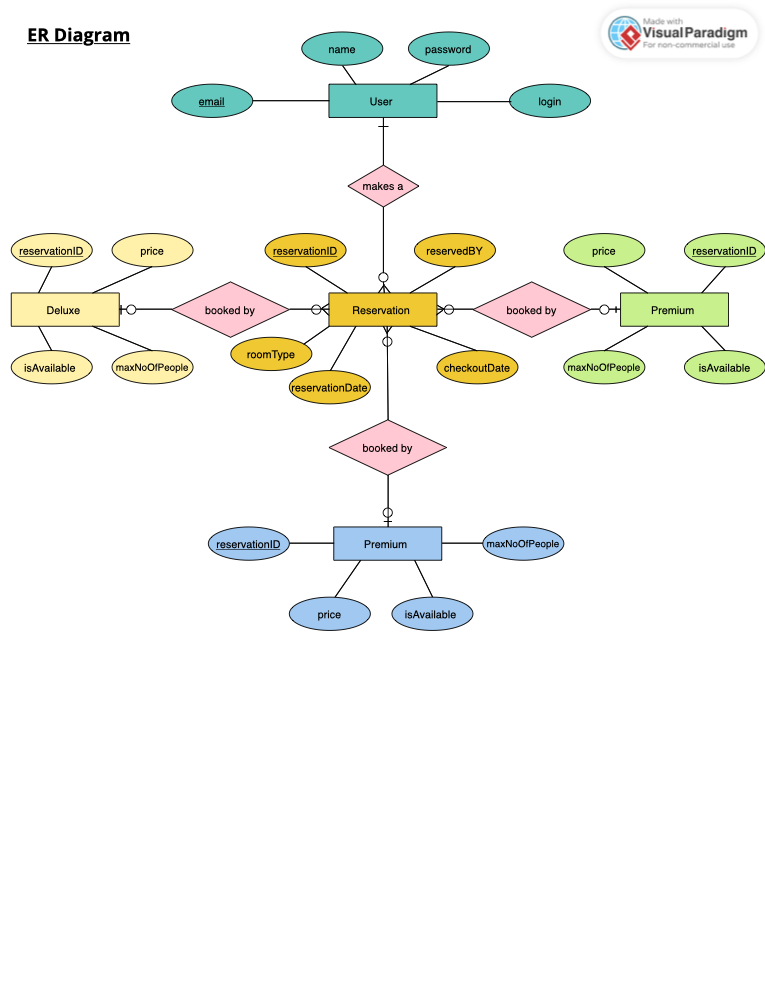 ER Diagram
Made with
VisualParadigm
For non-commercial use
name
password
email
User
login
makes a
reservationID
price
reservationID
reservedBY
price
reservationID
Deluxe
booked by
Reservation
booked by
Premium
roomType
isAvailable
maxNoOfPeople
reservationDate
checkoutDate
maxNoOfPeople
isAvailable
booked by
reservationID
Premium
maxNoOfPeople
price
isAvailable